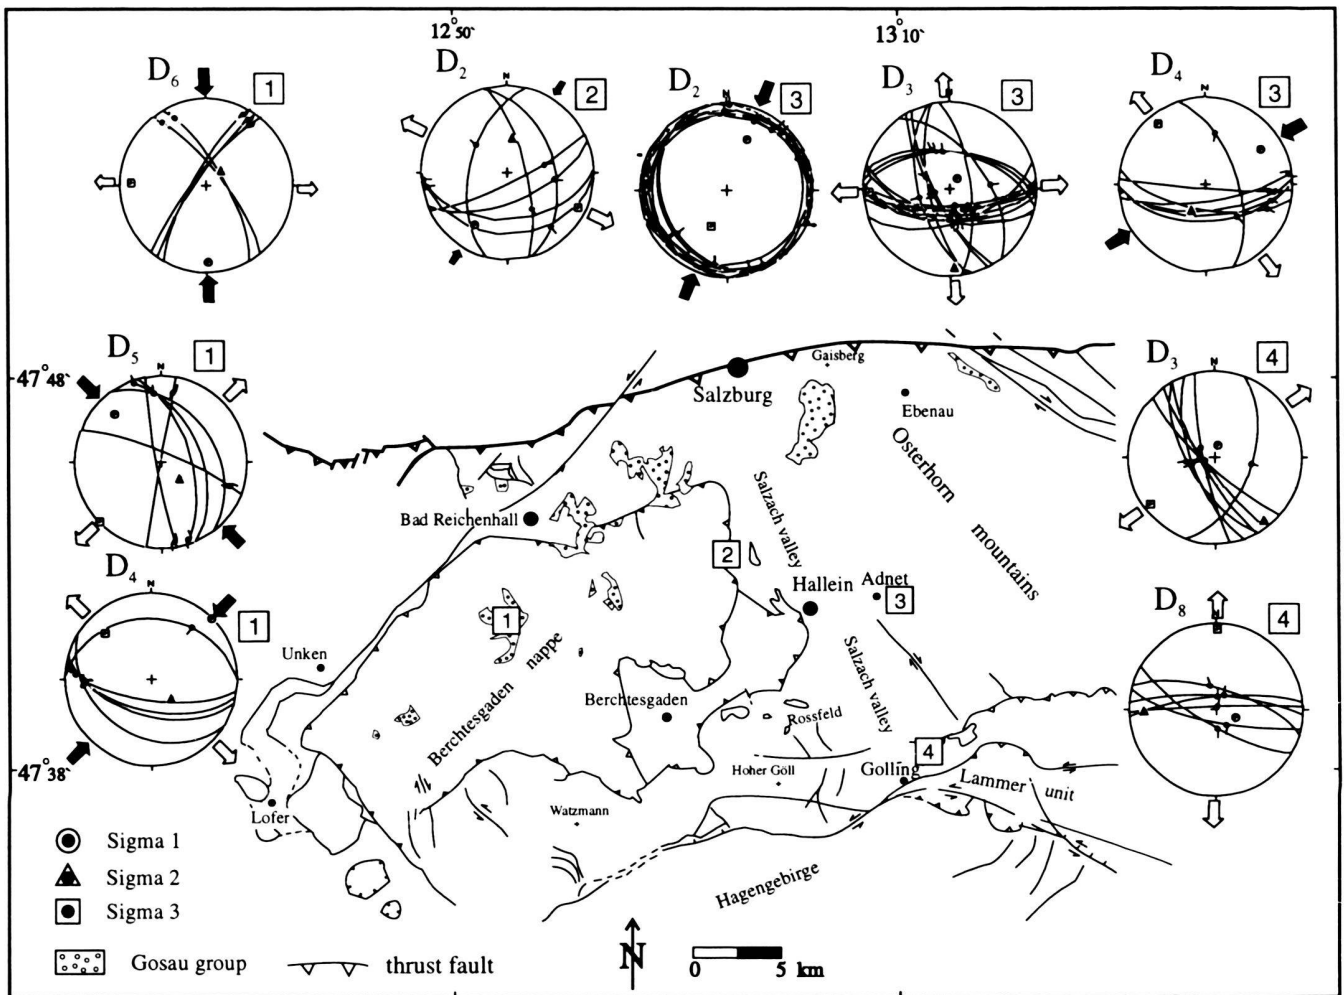 12°50`
13°10`
D6
1
D2
2
D2
3
D3
3
D4
3
N
N
N
N
D5
1
N
47°48`
Gaisberg
Salzburg
Ebenau
D3
4
N
Osterhorn
mountains
Salzach valley
Bad Reichenhall
2
D4
1
N
Hallein
Adnet
3
1
Unken
Berchtesgaden
nappe
Berchtesgaden
Salzach valley
Rossfeld
D8
4
N
47°38`
4
Golling
Hoher Göll
Lammer unit
Lofer
Watzmann
Hagengebirge
Sigma 1
Sigma 2
Sigma 3
Gosau group
thrust fault
N
0 5 km